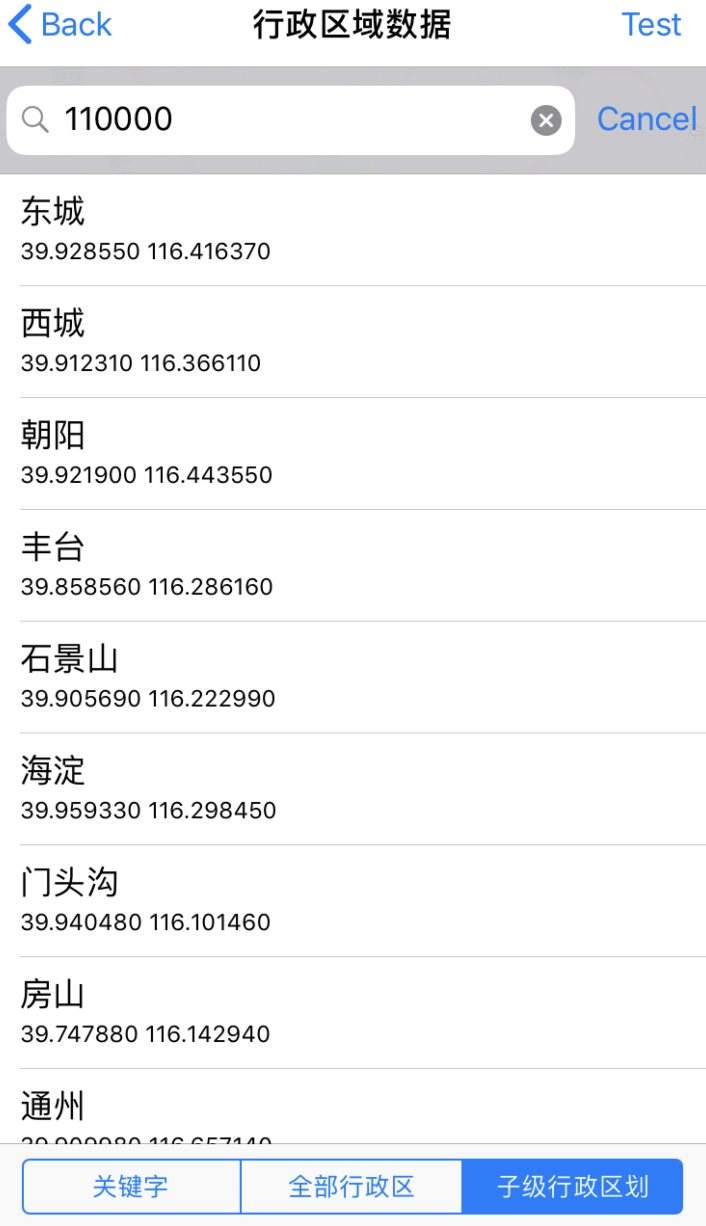 Back
行政区域数据
Test
110000
Cancel
东城
39.928550 116.416370
西城
39.912310 116.366110
朝阳
39.921900 116.443550
丰台
39.858560 116.286160
石景山
39.905690 116.222990
海淀
39.959330 116.298450
门头沟
39.940480 116.101460
房山
39.747880 116.142940
通州
39.909980 116.657140
关键字
全部行政区
子级行政区划